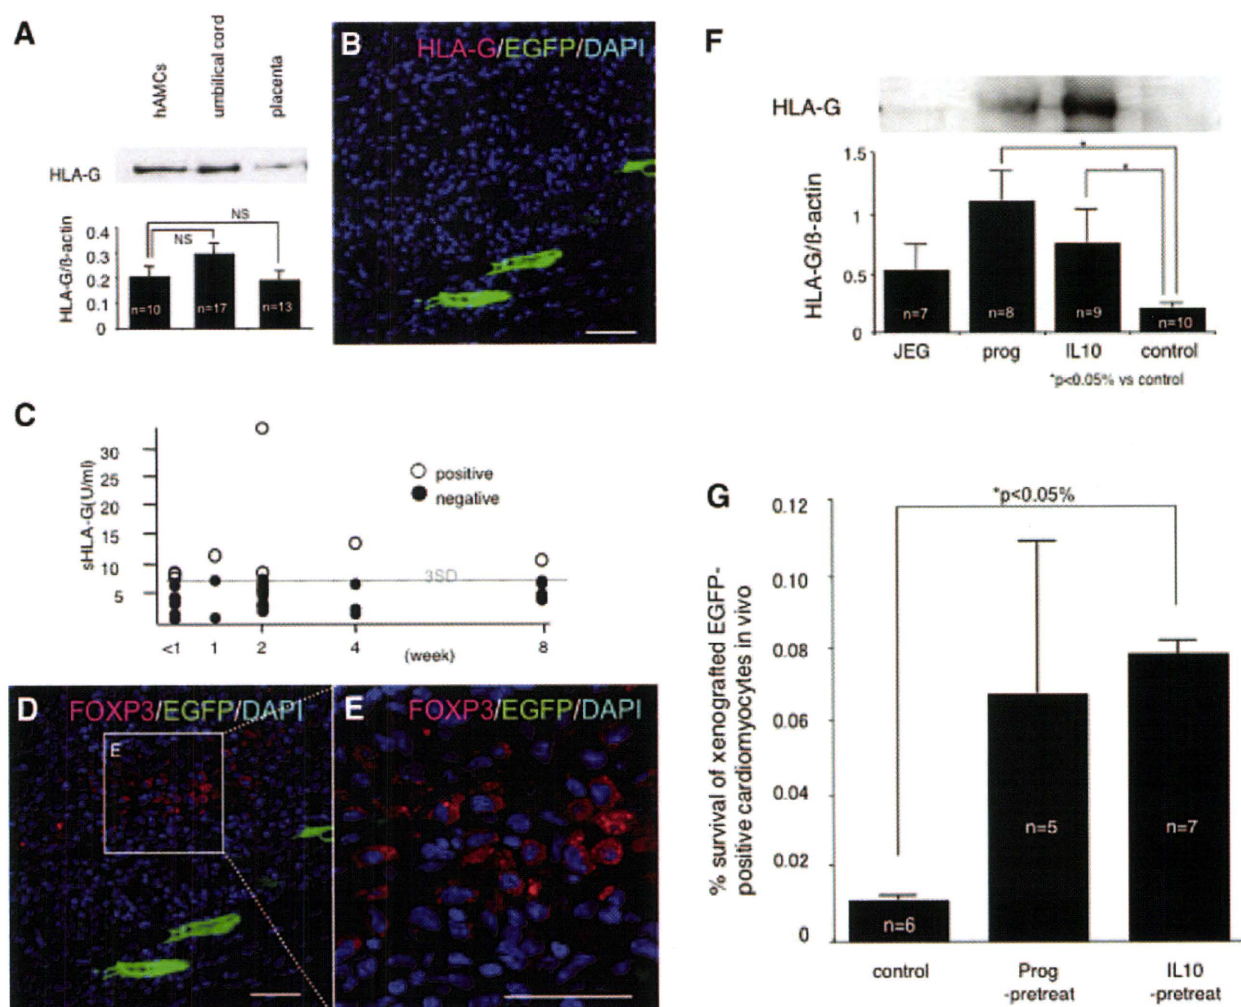 A
hAMCs
umbilical cord
placenta
HLA-G
NS
NS
HLA-G/ß-actin
0.4
0.3
0.2
0.1
0
n=10
n=17
n=13
B
HLA-G/EGFP/DAPI
C
sHLA-G(U/ml)
30
25
20
15
10
5
positive
negative
3SD
<1
1
2
4
8
(week)
D
FOXP3/EGFP/DAPI
E
E
FOXP3/EGFP/DAPI
F
HLA-G
HLA-G/ß-actin
1.5
1
0.5
0
*
*
n=7
n=8
n=9
n=10
JEG
prog
IL10
control
*p<0.05% vs control
G
% survival of xenografted EGFP-
positive cardiomyocytes in vivo
0.12
0.10
0.08
0.06
0.04
0.02
0
*p<0.05%
n=6
n=5
n=7
control
Prog
-pretreat
IL10
-pretreat